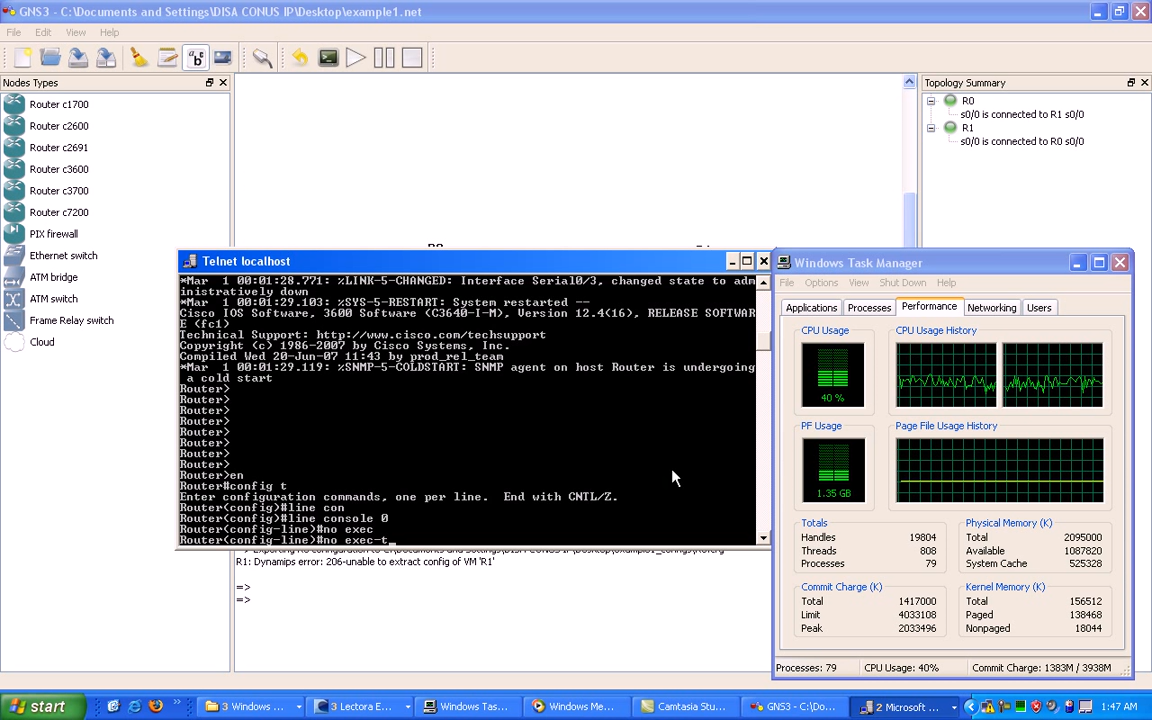 GNS3 - C:\Documents and Settings\DISA CONUS IP\Desktop\example1.net
File Edit View Help
Nodes Types
Router c1700
Router c2600
Router c2691
Router c3600
Router c3700
Router c7200
PIX firewall
Ethernet switch
ATM bridge
ATM switch
Frame Relay switch
Cloud
Topology Summary
R0
s0/0 is connected to R1 s0/0
R1
s0/0 is connected to R0 s0/0
Telnet localhost
*Mar 1 00:01:28.771: %LINK-5-CHANGED: Interface Serial0/3, changed state to adm
inistratively down
*Mar 1 00:01:29.103: %SYS-5-RESTART: System restarted --
Cisco IOS Software, 3600 Software (C3640-I-M), Version 12.4(16), RELEASE SOFTWAR
E (fc1)
Technical Support: http://www.cisco.com/techsupport
Copyright (c) 1986-2007 by Cisco Systems, Inc.
Compiled Wed 20-Jun-07 11:43 by prod_rel_team
*Mar 1 00:01:29.119: %SNMP-5-COLDSTART: SNMP agent on host Router is undergoing
a cold start
Router>
Router>
Router>
Router>
Router>
Router>
Router>
Router>
Router>en
Router#config t
Enter configuration commands, one per line. End with CNTL/Z.
Router(config)#line con
Router(config)#line console 0
Router(config-line)#no exec
Router(config-line)#no exec-t
R1: Dynamips error: 206-unable to extract config of VM 'R1'
=>
=>
Windows Task Manager
File Options View Shut Down Help
Applications Processes Performance Networking Users
CPU Usage
CPU Usage History
40 %
PF Usage
Page File Usage History
1.35 GB
Totals
Handles 19804
Threads 808
Processes 79
Physical Memory (K)
Total 2095000
Available 1087820
System Cache 525328
Commit Charge (K)
Total 1417000
Limit 4033108
Peak 2033496
Kernel Memory (K)
Total 156512
Paged 138468
Nonpaged 18044
Processes: 79 CPU Usage: 40% Commit Charge: 1383M / 3938M
start
3 Windows ...
3 Lectora E...
Windows Tas...
Windows Me...
Camtasia Stu...
GNS3 - C:\Do...
2 Microsoft ...
1:47 AM